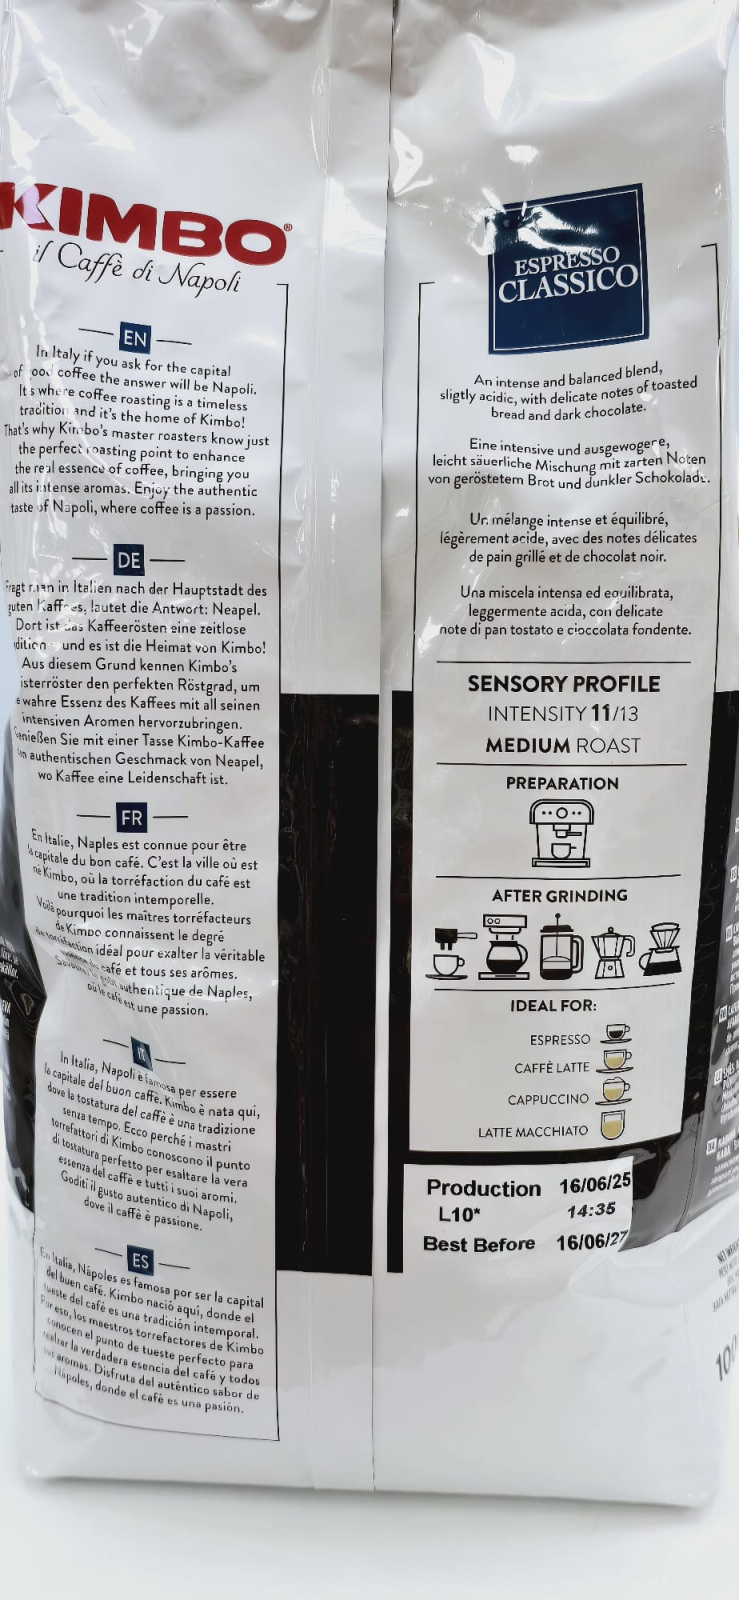 KIMBO®
il Caffè di Napoli
EN
In Italy if you ask for the capital
of good coffee the answer will be Napoli.
It's where coffee roasting is a timeless
tradition and it's the home of Kimbo!
That's why Kimbo's master roasters know just
the perfect roasting point to enhance
the real essence of coffee, bringing you
all its intense aromas. Enjoy the authentic
taste of Napoli, where coffee is a passion.
DE
Fragt man in Italien nach der Hauptstadt des
guten Kaffees, lautet die Antwort: Neapel.
Dort ist das Kaffeerösten eine zeitlose
dition und es ist die Heimat von Kimbo!
Aus diesem Grund kennen Kimbo's
isterröster den perfekten Röstgrad, um
e wahre Essenz des Kaffees mit all seinen
intensiven Aromen hervorzubringen.
Genießen Sie mit einer Tasse Kimbo-Kaffee
authentischen Geschmack von Neapel,
wo Kaffee eine Leidenschaft ist.
FR
En Italie, Naples est connue pour être
la capitale du bon café. C'est la ville où est
né Kimbo, où la torréfaction du café est
une tradition intemporelle.
Voilà pourquoi les maîtres torréfacteurs
de Kimbo connaissent le degré
de torréfaction idéal pour exalter la véritable
café et tous ses arômes.
authentique de Naples,
où le café est une passion.
IT
In Italia, Napoli è famosa per essere
la capitale del buon caffè. Kimbo è nata qui,
dove la tostatura del caffè è una tradizione
senza tempo. Ecco perché i mastri
torrefattori di Kimbo conoscono il punto
di tostatura perfetto per esaltare la vera
essenza del caffè e tutti i suoi aromi.
Goditi il gusto autentico di Napoli,
dove il caffè è passione.
ES
En Italia, Nápoles es famosa por ser la capital
del buen café. Kimbo nació aquí, donde el
tueste del café es una tradición intemporal.
Por eso, los maestros torrefactores de Kimbo
conocen el punto de tueste perfecto para
realzar la verdadera esencia del café y todos
sus aromas. Disfruta del auténtico sabor de
Nápoles, donde el café es una pasión.
ESPRESSO
CLASSICO
An intense and balanced blend,
sligtly acidic, with delicate notes of toasted
bread and dark chocolate.
Eine intensive und ausgewogene,
leicht säuerliche Mischung mit zarten Noten
von geröstetem Brot und dunkler Schokolade.
Un mélange intense et équilibré,
légèrement acide, avec des notes délicates
de pain grillé et de chocolat noir.
Una miscela intensa ed equilibrata,
leggermente acida, con delicate
note di pan tostato e cioccolata fondente.
SENSORY PROFILE
INTENSITY 11/13
MEDIUM ROAST
PREPARATION
AFTER GRINDING
IDEAL FOR:
ESPRESSO
CAFFÈ LATTE
CAPPUCCINO
LATTE MACCHIATO
Production 16/06/25
L10* 14:35
Best Before 16/06/27